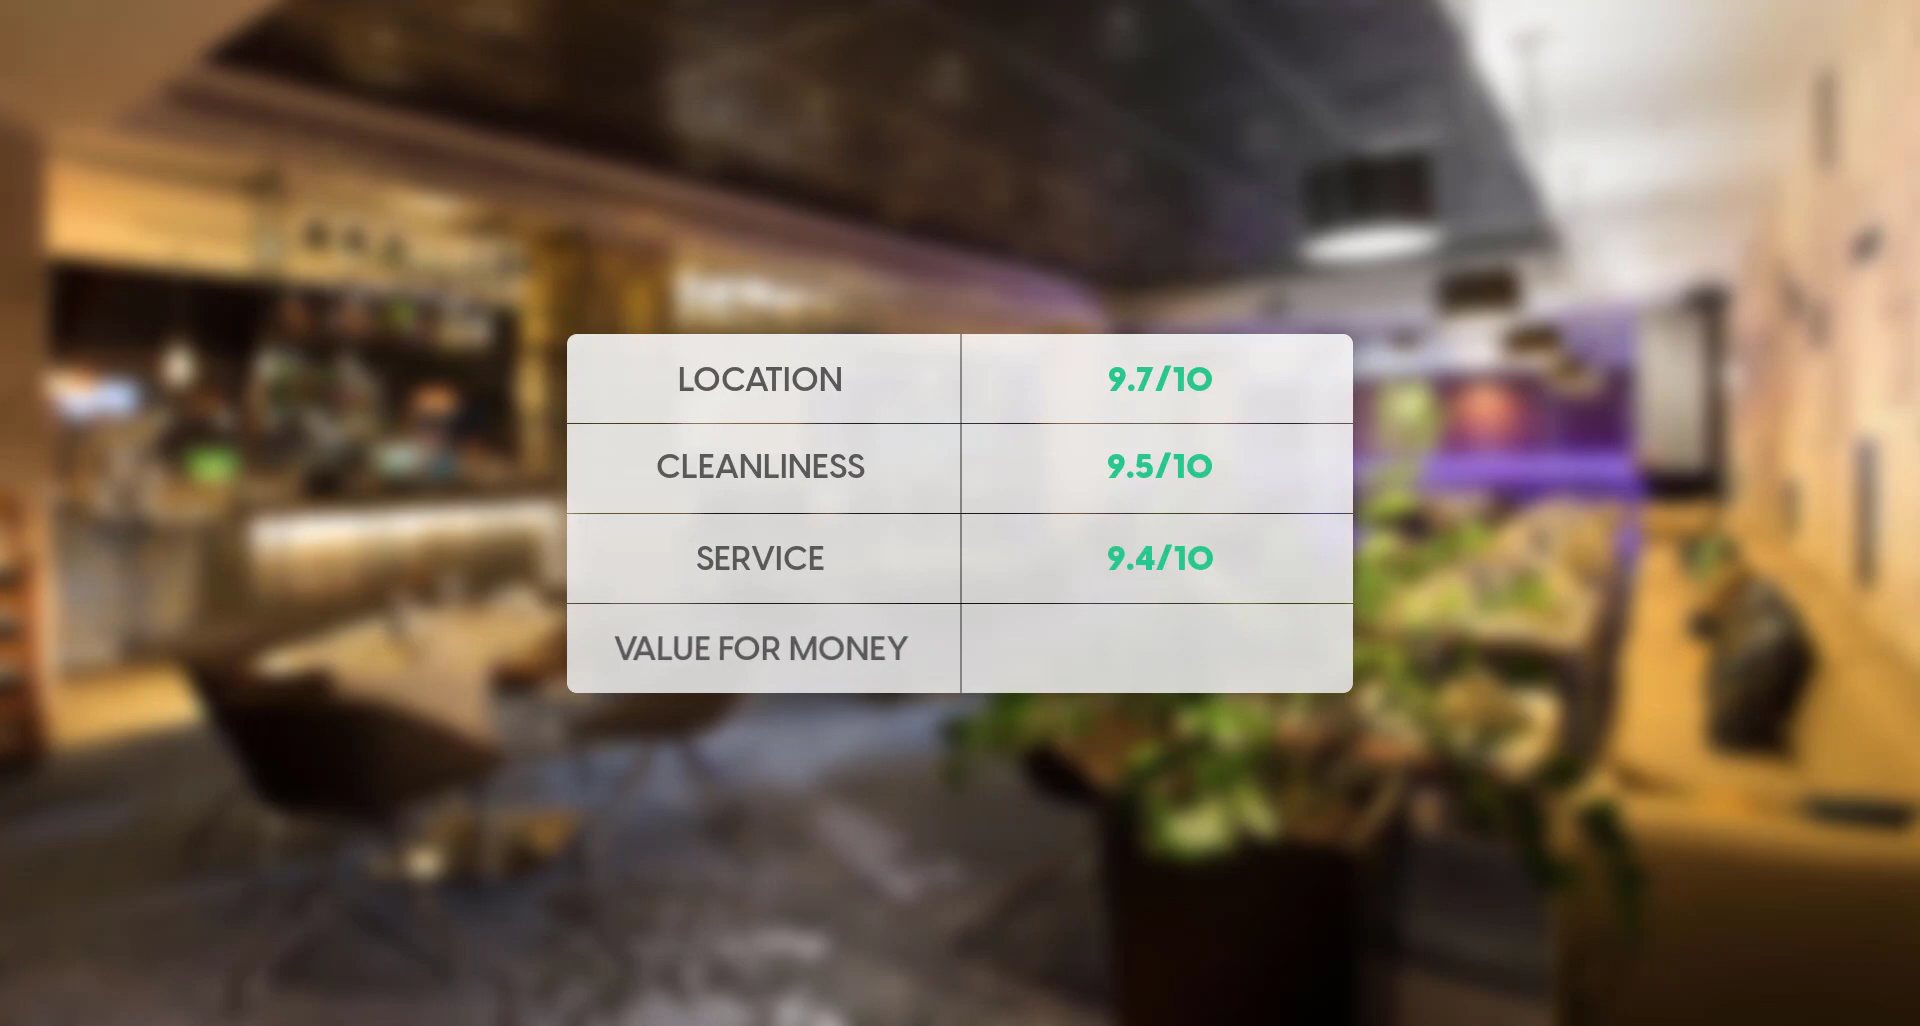 LOCATION 9.7/10
CLEANLINESS 9.5/10
SERVICE 9.4/10
VALUE FOR MONEY